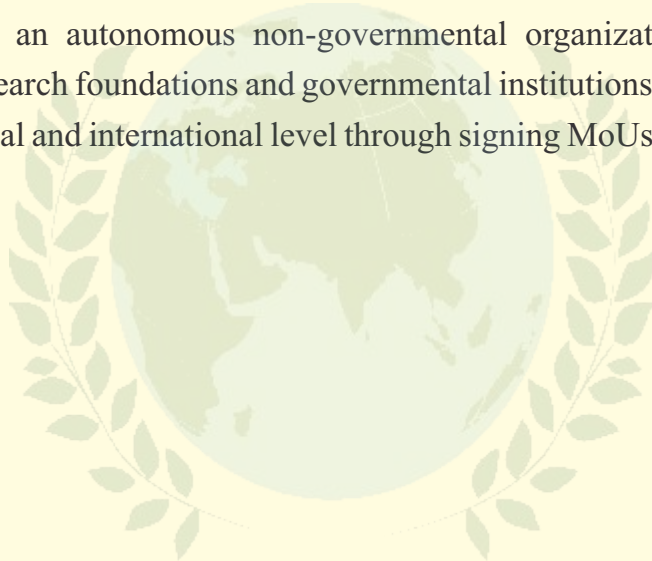 an autonomous non-governmental organizat
earch foundations and governmental institutions
al and international level through signing MoUs